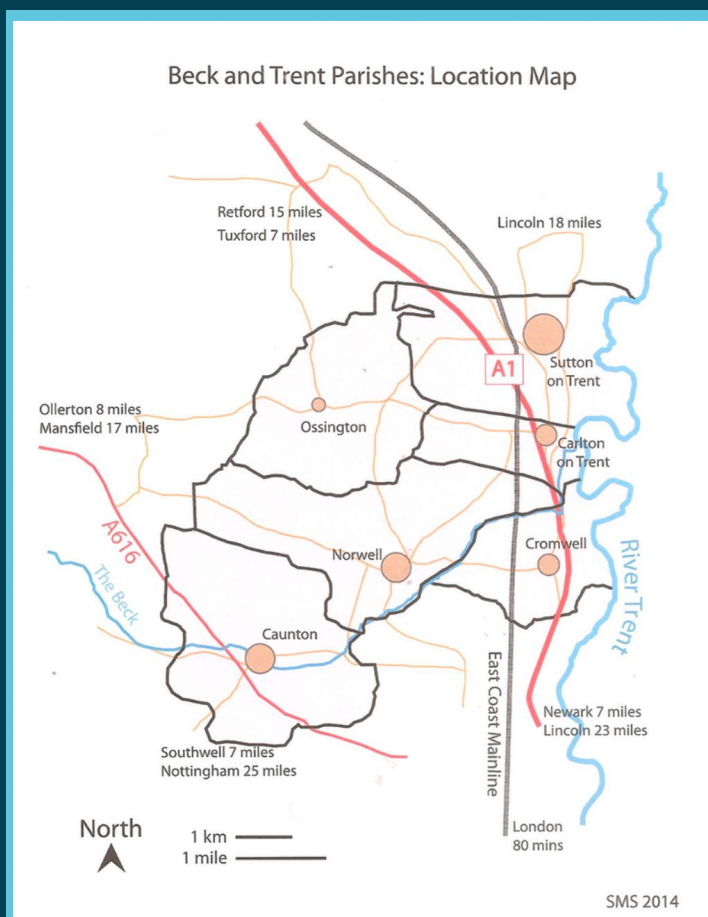 Beck and Trent Parishes: Location Map
Retford 15 miles
Tuxford 7 miles
Lincoln 18 miles
A1
Sutton
on Trent
Ollerton 8 miles
Mansfield 17 miles
Ossington
Carlton
on Trent
A616
Norwell
Cromwell
River Trent
The Beck
Caunton
East Coast Mainline
Newark 7 miles
Lincoln 23 miles
Southwell 7 miles
Nottingham 25 miles
North
1 km
1 mile
London
80 mins
SMS 2014